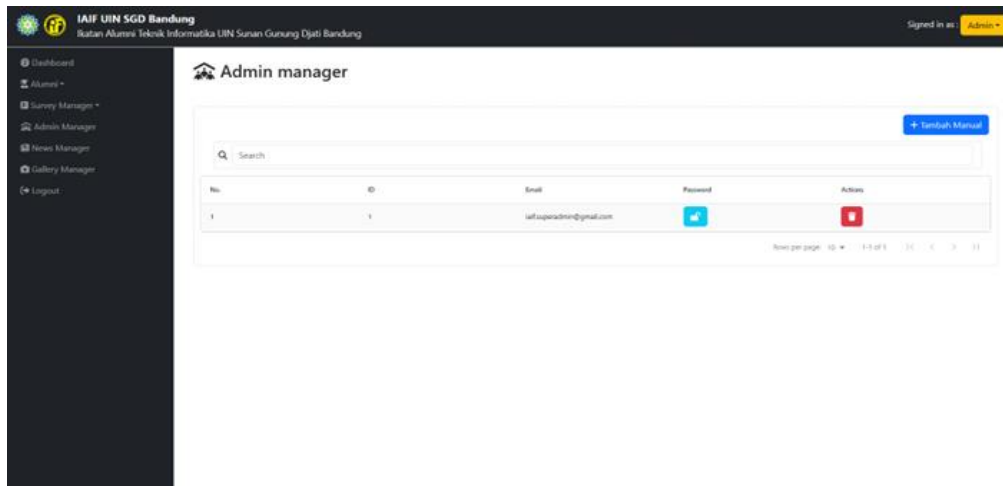 IAIF UIN SGD Bandung
Ikatan Alumni Teknik Informatika UIN Sunan Gunung Djati Bandung
Signed in as :
Admin
Dashboard
Alumni
Survey Manager
Admin Manager
News Manager
Gallery Manager
Logout
Admin manager
+ Tambah Manual
Search
No. ID Email Password Actions
1 1 iaif.superadmin@gmail.com
Rows per page: 10 1-1 of 1